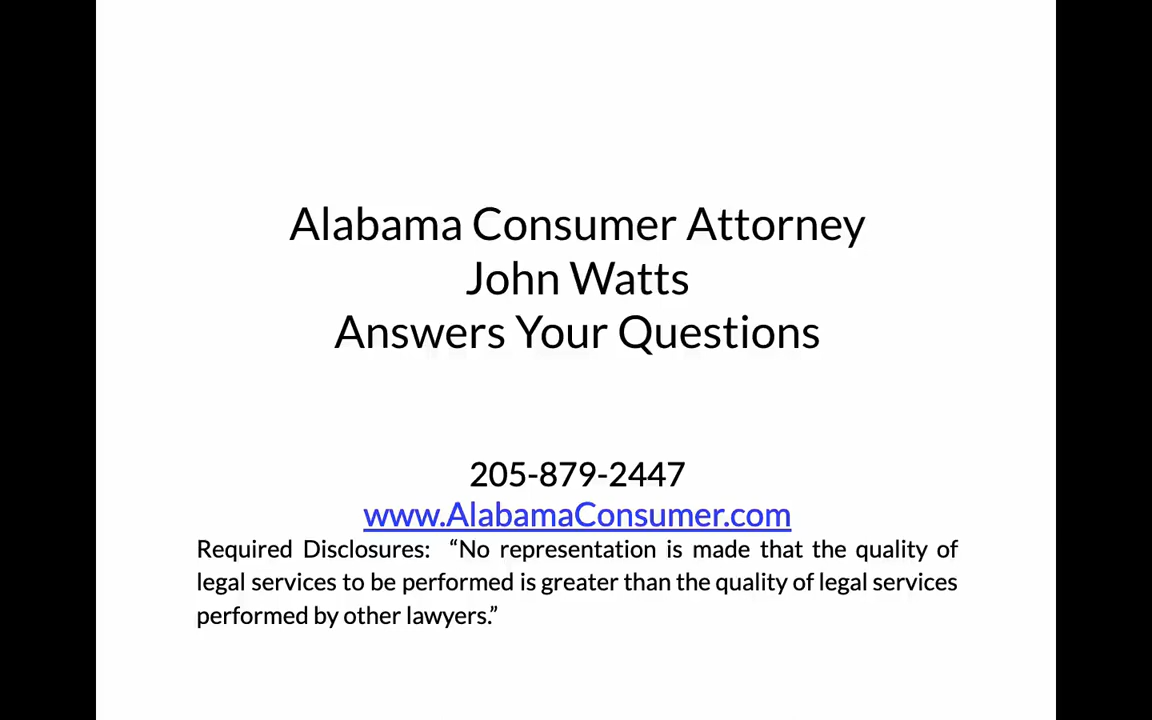 Alabama Consumer Attorney
John Watts
Answers Your Questions
205-879-2447
www.AlabamaConsumer.com
Required Disclosures: “No representation is made that the quality of
legal services to be performed is greater than the quality of legal services
performed by other lawyers.”